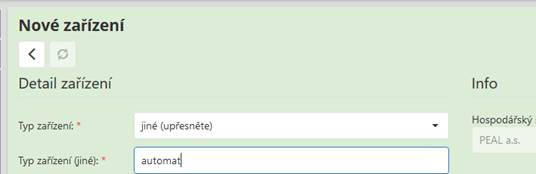 Nové zařízení
Detail zařízení
Info
Typ zařízení: *
jiné (upřesněte)
Hospodářský
PEAL a.s.
Typ zařízení (jiné): *
automat